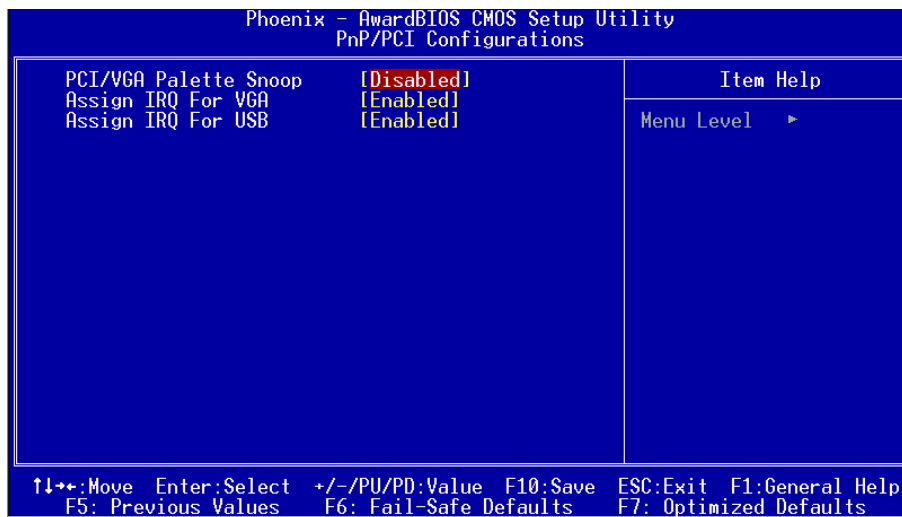 Phoenix - AwardBIOS CMOS Setup Utility
PnP/PCI Configurations
PCI/VGA Palette Snoop [Disabled]
Assign IRQ For VGA [Enabled]
Assign IRQ For USB [Enabled]
Item Help
Menu Level ►
↑↓→←:Move Enter:Select +/-/PU/PD:Value F10:Save ESC:Exit F1:General Help
F5: Previous Values F6: Fail-Safe Defaults F7: Optimized Defaults